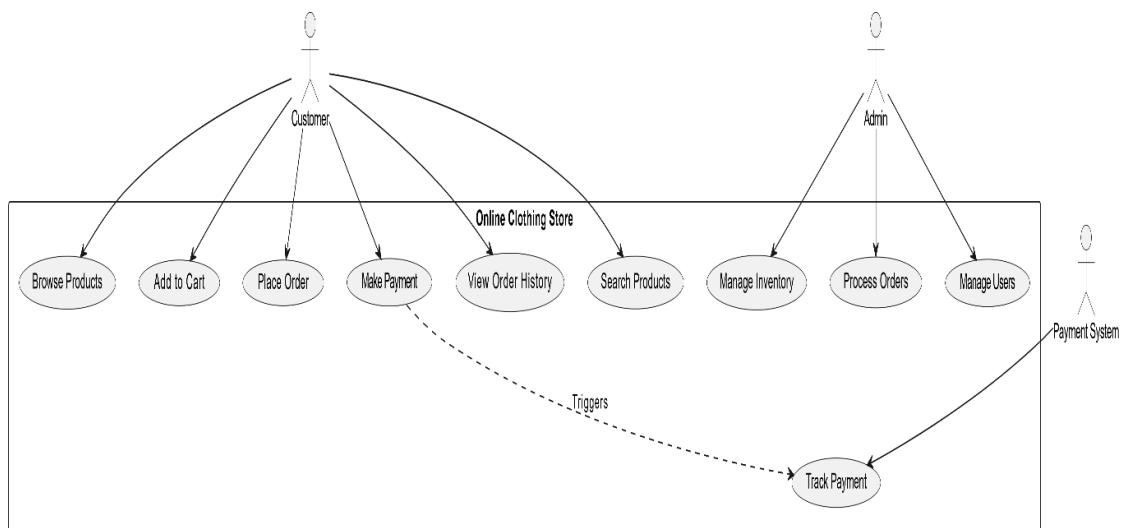 Customer
Admin
Online Clothing Store
Browse Products
Add to Cart
Place Order
Make Payment
View Order History
Search Products
Manage Inventory
Process Orders
Manage Users
Payment System
Triggers
Track Payment